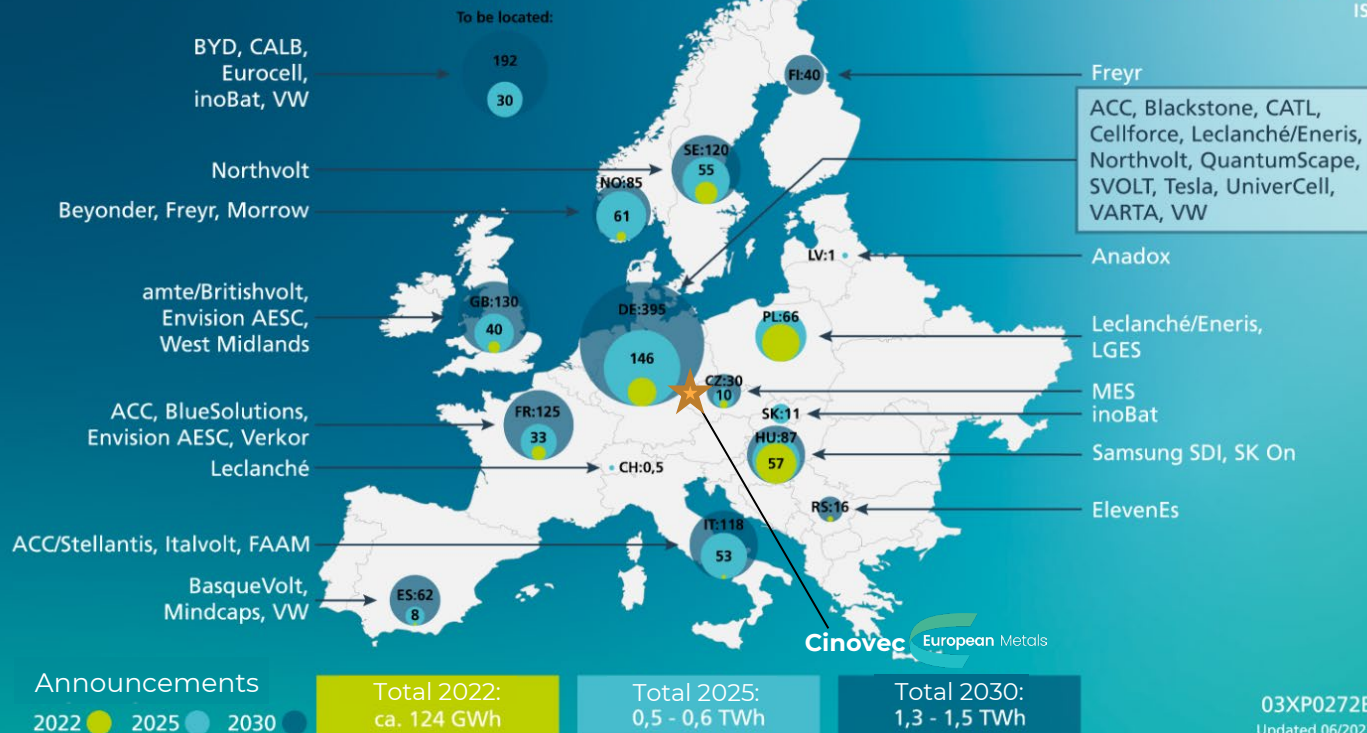 To be located:
192
30
BYD, CALB,
Eurocell,
inoBat, VW
Northvolt
Beyonder, Freyr, Morrow
amte/Britishvolt,
Envision AESC,
West Midlands
ACC, BlueSolutions,
Envision AESC, Verkor
Leclanché
ACC/Stellantis, Italvolt, FAAM
BasqueVolt,
Mindcaps, VW
FI:40
SE:120
55
NO:85
61
LV:1
GB:130
40
DE:395
146
PL:66
CZ:30
10
SK:11
FR:125
33
HU:87
57
CH:0,5
RS:16
IT:118
53
ES:62
8
Freyr
ACC, Blackstone, CATL,
Cellforce, Leclanché/Eneris,
Northvolt, QuantumScape,
SVOLT, Tesla, UniverCell,
VARTA, VW
Anadox
Leclanché/Eneris,
LGES
MES
inoBat
Samsung SDI, SK On
ElevenEs
Cinovec
European Metals
Announcements
2022 2025 2030
Total 2022:
ca. 124 GWh
Total 2025:
0,5 - 0,6 TWh
Total 2030:
1,3 - 1,5 TWh
03XP0272
Updated